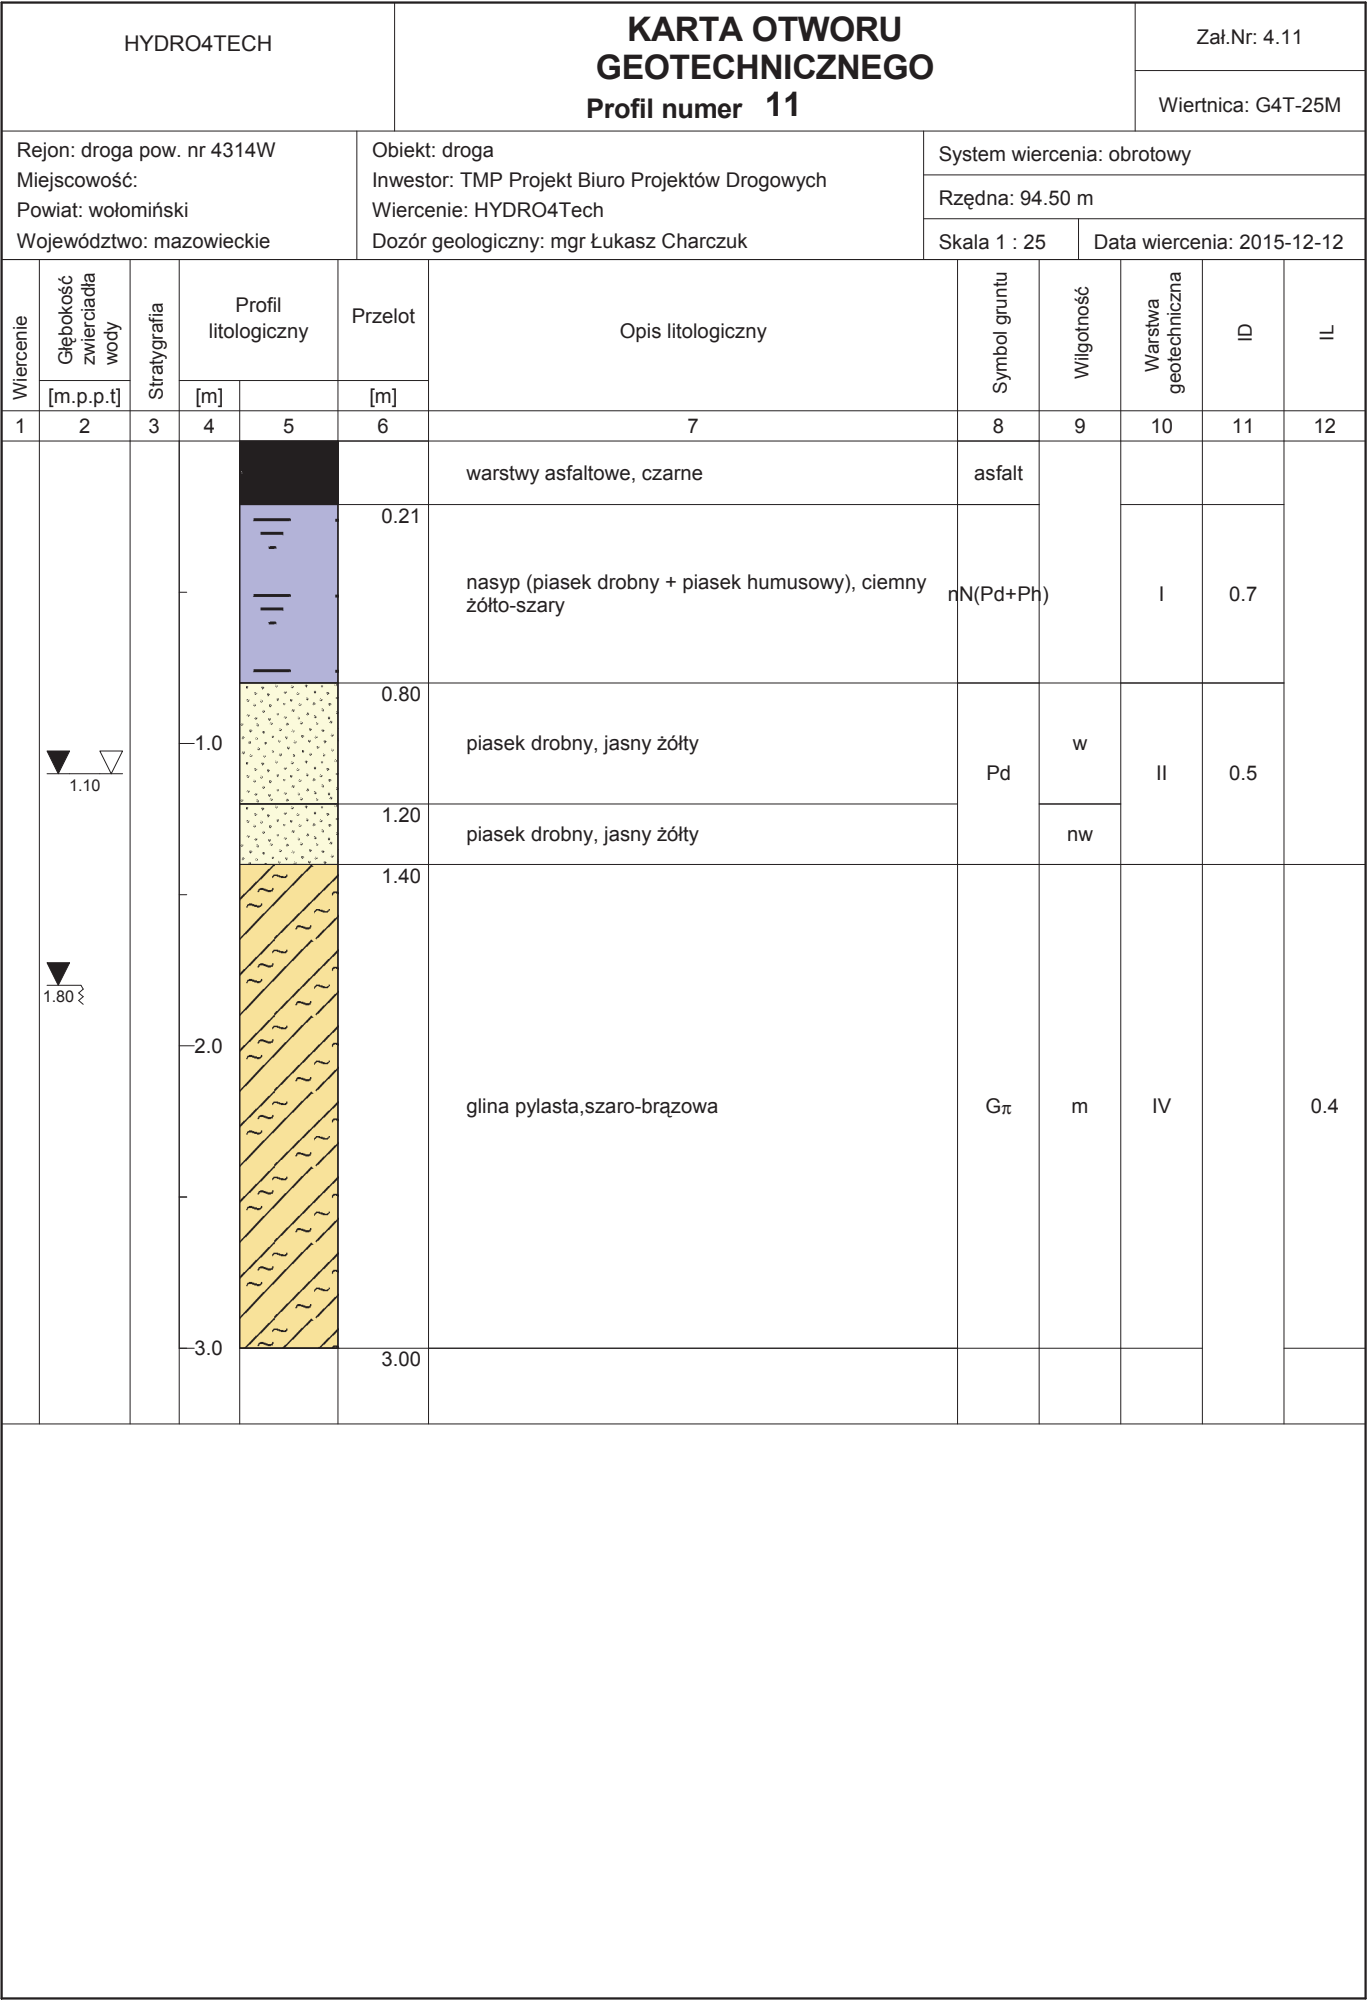 HYDRO4TECH
KARTA OTWORU
GEOTECHNICZNEGO
Profil numer 11
Zał.Nr: 4.11
Wiertnica: G4T-25M
Rejon: droga pow. nr 4314W
Miejscowość:
Powiat: wołomiński
Województwo: mazowieckie
Obiekt: droga
Inwestor: TMP Projekt Biuro Projektów Drogowych
Wiercenie: HYDRO4Tech
Dozór geologiczny: mgr Łukasz Charczuk
System wiercenia: obrotowy
Rzędna: 94.50 m
Skala 1 : 25
Data wiercenia: 2015-12-12
Wiercenie
Głębokość
zwierciadła
wody
[m.p.p.t]
Stratygrafia
Profil
litologiczny
[m]
Przelot
[m]
Opis litologiczny
Symbol gruntu
Wilgotność
Warstwa
geotechniczna
ID
IL
1 2 3 4 5 6 7 8 9 10 11 12
warstwy asfaltowe, czarne
asfalt
0.21
nasyp (piasek drobny + piasek humusowy), ciemny
żółto-szary
nN(Pd+Ph)
I
0.7
0.80
1.0
1.10
piasek drobny, jasny żółty
Pd
w
II
0.5
1.20
piasek drobny, jasny żółty
nw
1.40
1.80
2.0
glina pylasta,szaro-brązowa
Gπ
m
IV
0.4
3.0
3.00